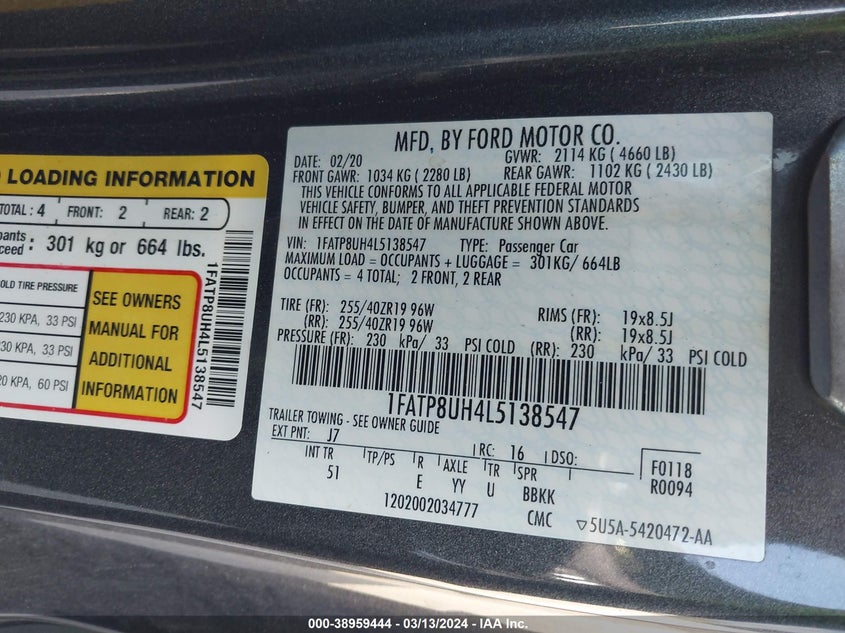 LOADING INFORMATION
TOTAL: 4 FRONT: 2 REAR: 2
301 kg or 664 lbs.
OLD TIRE PRESSURE
230 KPA, 33 PSI
KPA, 33 PSI
KPA, 60 PSI
SEE OWNERS
MANUAL FOR
ADDITIONAL
INFORMATION
1FATP8UH4L5138547
MFD, BY FORD MOTOR CO.
DATE: 02/20 GVWR: 2114 KG ( 4660 LB)
FRONT GAWR: 1034 KG ( 2280 LB) REAR GAWR: 1102 KG ( 2430 LB)
THIS VEHICLE CONFORMS TO ALL APPLICABLE FEDERAL MOTOR
VEHICLE SAFETY, BUMPER, AND THEFT PREVENTION STANDARDS
IN EFFECT ON THE DATE OF MANUFACTURE SHOWN ABOVE.
VIN: 1FATP8UH4L5138547 TYPE: Passenger Car
MAXIMUM LOAD = OCCUPANTS + LUGGAGE = 301KG/ 664LB
OCCUPANTS = 4 TOTAL; 2 FRONT, 2 REAR
TIRE (FR): 255/40ZR19 96W RIMS (FR): 19x8.5J
(RR): 255/40ZR19 96W (RR): 19x8.5J
PRESSURE (FR): 230 kPa/ 33 PSI COLD (RR): 230 kPa/ 33 PSI COLD
1FATP8UH4L5138547
TRAILER TOWING - SEE OWNER GUIDE
EXT PNT: J7 RC: 16 DSO:
INT TR TP/PS R AXLE TR SPR
51 E YY U BBKK
F0118
R0094
1202002034777
CMC ▽5U5A-5420472-AA
000-38959444 - 03/13/2024 - IAA Inc.